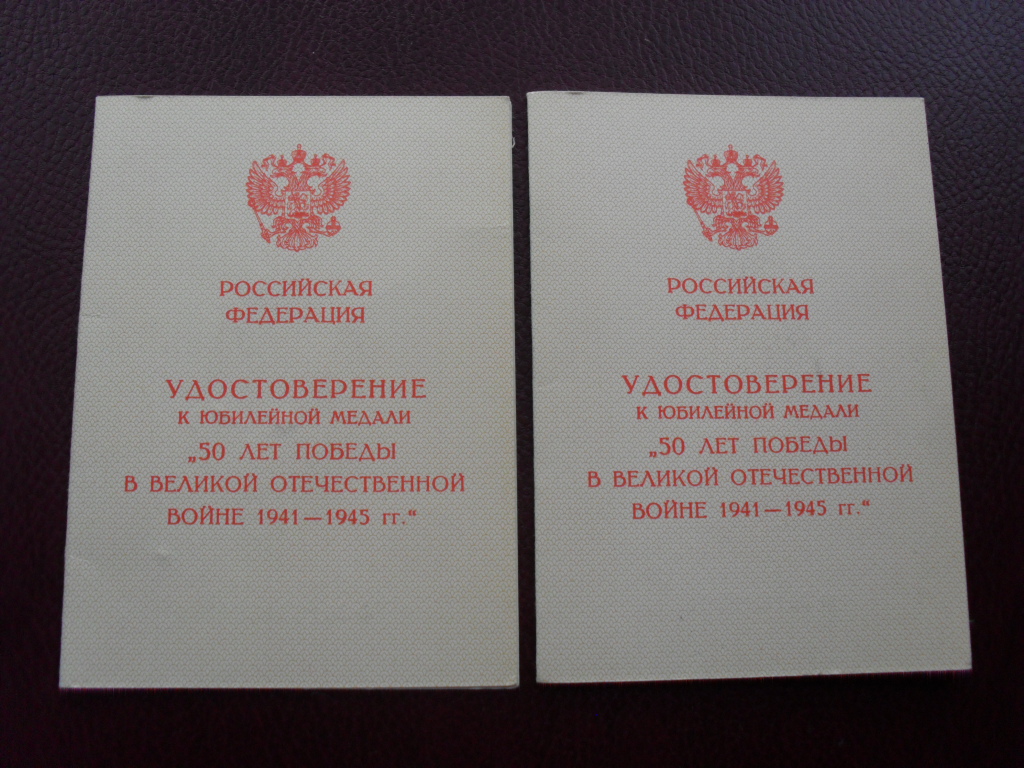 РОССИЙСКАЯ
ФЕДЕРАЦИЯ
УДОСТОВЕРЕНИЕ
К ЮБИЛЕЙНОЙ МЕДАЛИ
„50 ЛЕТ ПОБЕДЫ
В ВЕЛИКОЙ ОТЕЧЕСТВЕННОЙ
ВОЙНЕ 1941—1945 гг.“
РОССИЙСКАЯ
ФЕДЕРАЦИЯ
УДОСТОВЕРЕНИЕ
К ЮБИЛЕЙНОЙ МЕДАЛИ
„50 ЛЕТ ПОБЕДЫ
В ВЕЛИКОЙ ОТЕЧЕСТВЕННОЙ
ВОЙНЕ 1941—1945 гг.“